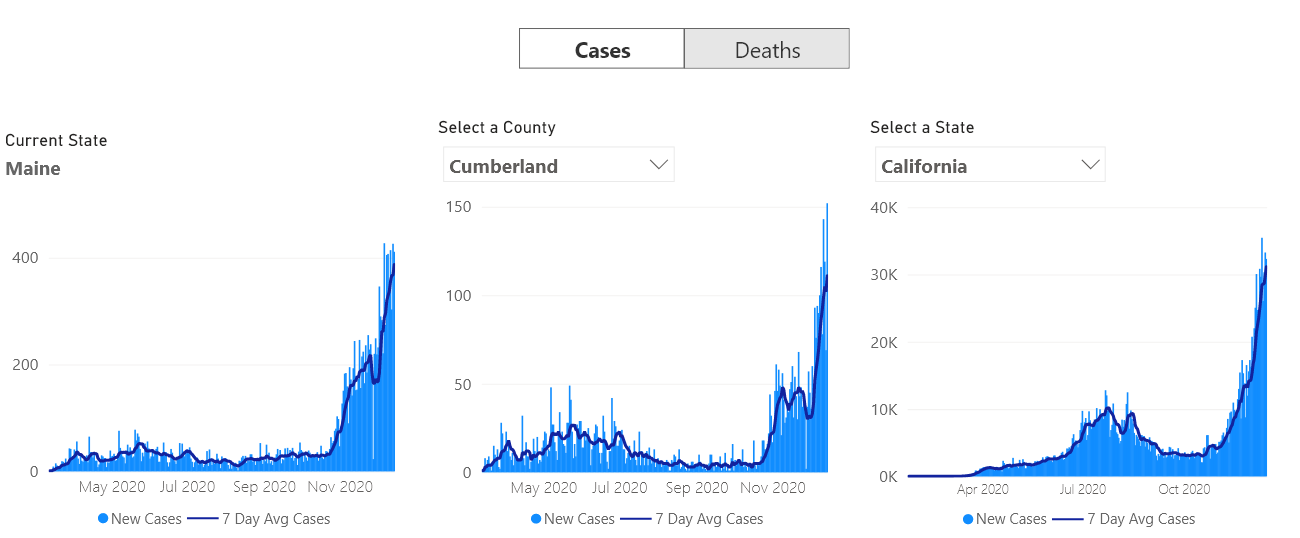 Cases
Deaths
Current State
Maine
400
200
0
May 2020 Jul 2020 Sep 2020 Nov 2020
New Cases 7 Day Avg Cases
Select a County
Cumberland
150
100
50
0
May 2020 Jul 2020 Sep 2020 Nov 2020
New Cases 7 Day Avg Cases
Select a State
California
40K
30K
20K
10K
0K
Apr 2020 Jul 2020 Oct 2020
New Cases 7 Day Avg Cases